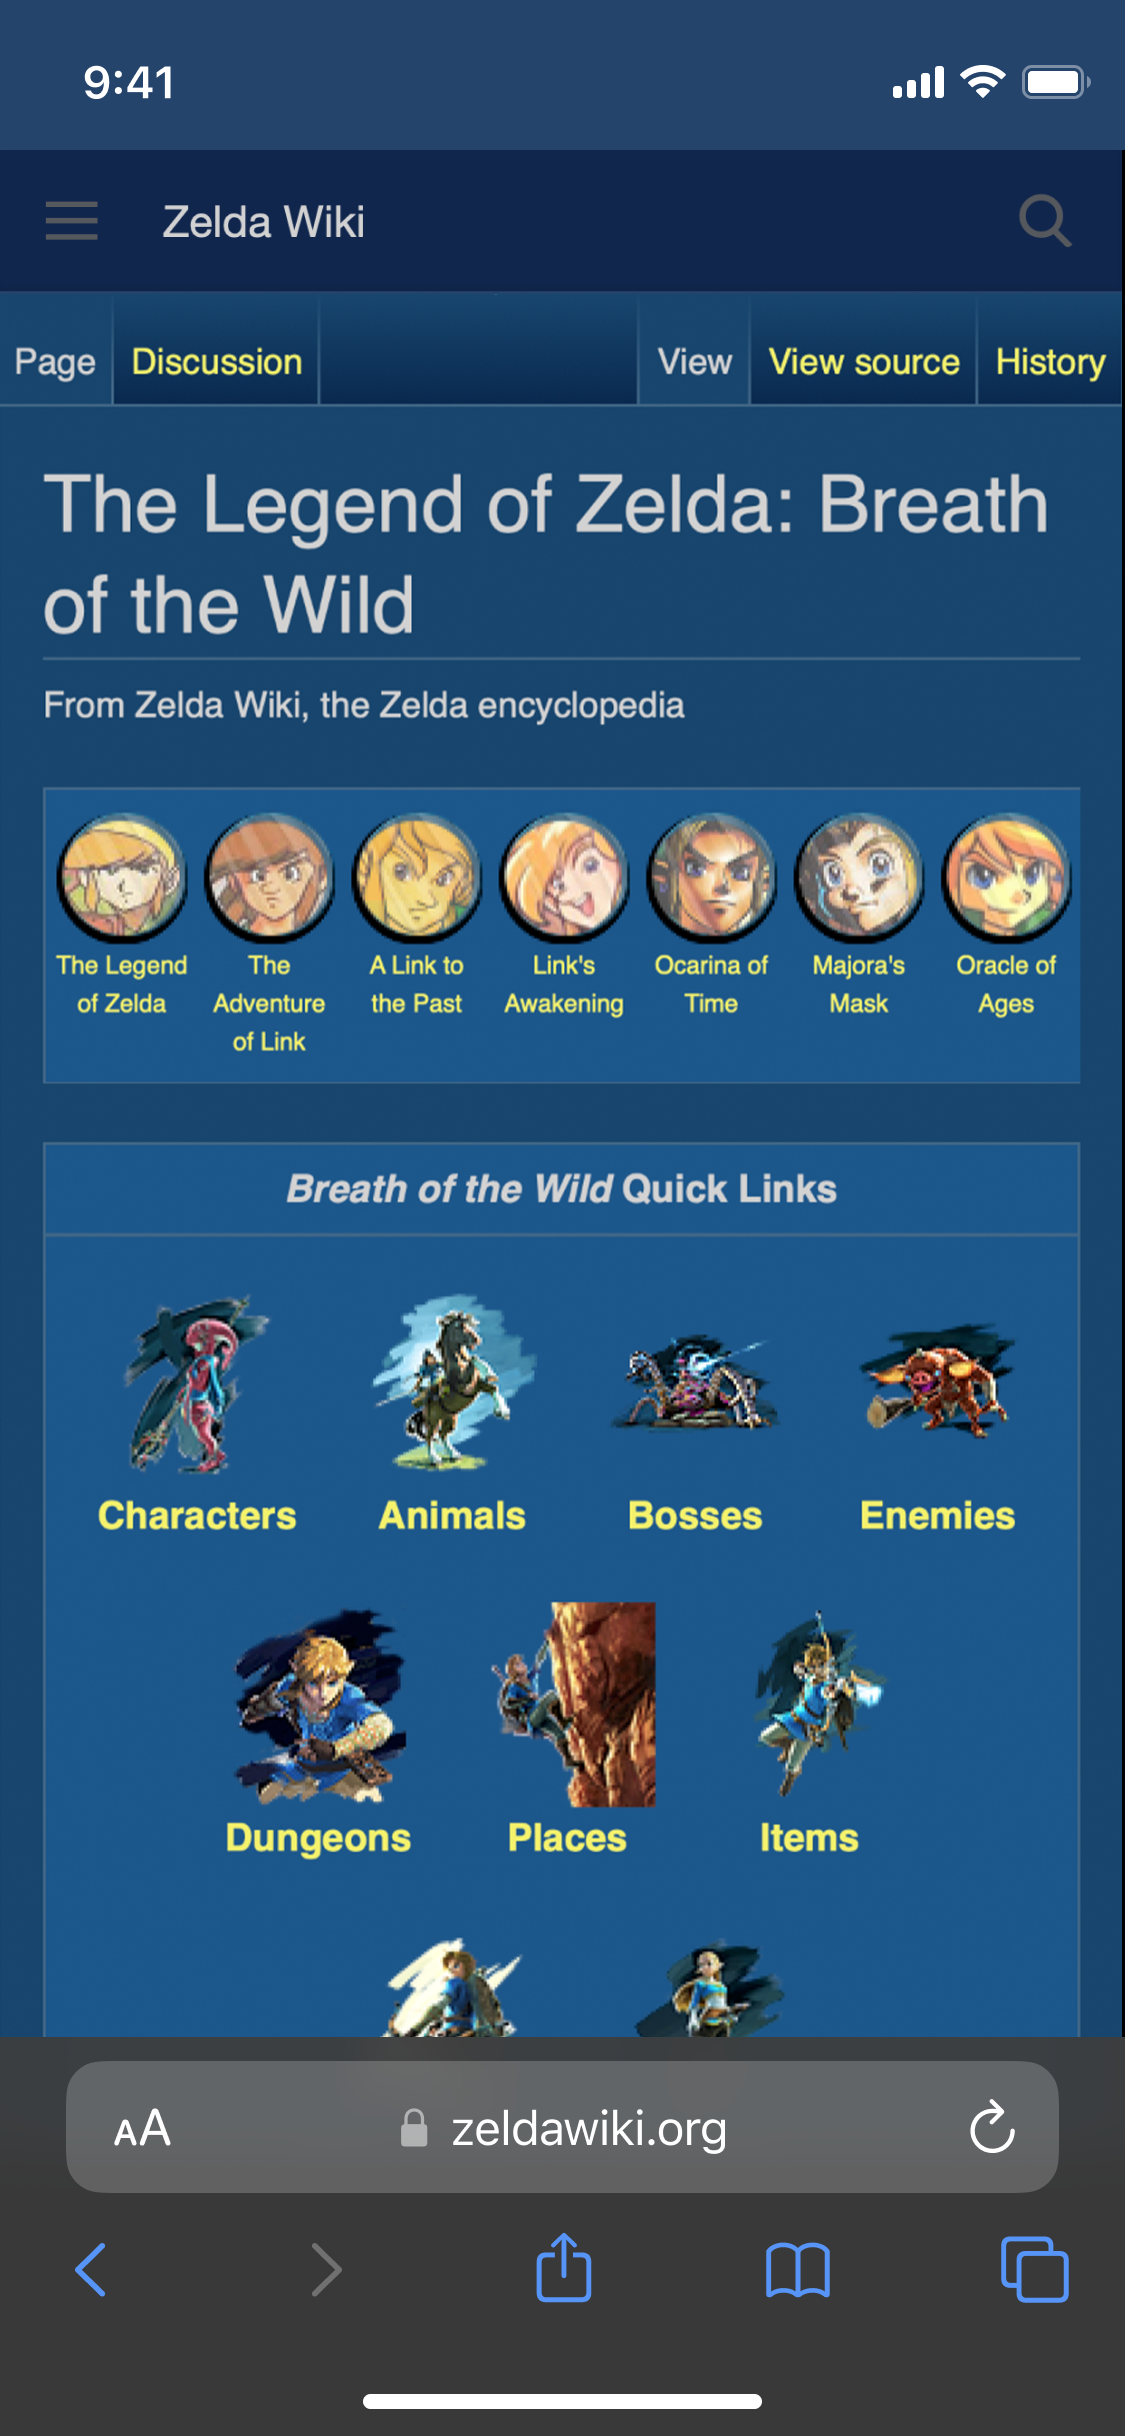 9:41
Zelda Wiki
Page Discussion View View source History
The Legend of Zelda: Breath
of the Wild
From Zelda Wiki, the Zelda encyclopedia
The Legend
of Zelda
The
Adventure
of Link
A Link to
the Past
Link's
Awakening
Ocarina of
Time
Majora's
Mask
Oracle of
Ages
Breath of the Wild Quick Links
Characters Animals Bosses Enemies
Dungeons Places Items
AA zeldawiki.org